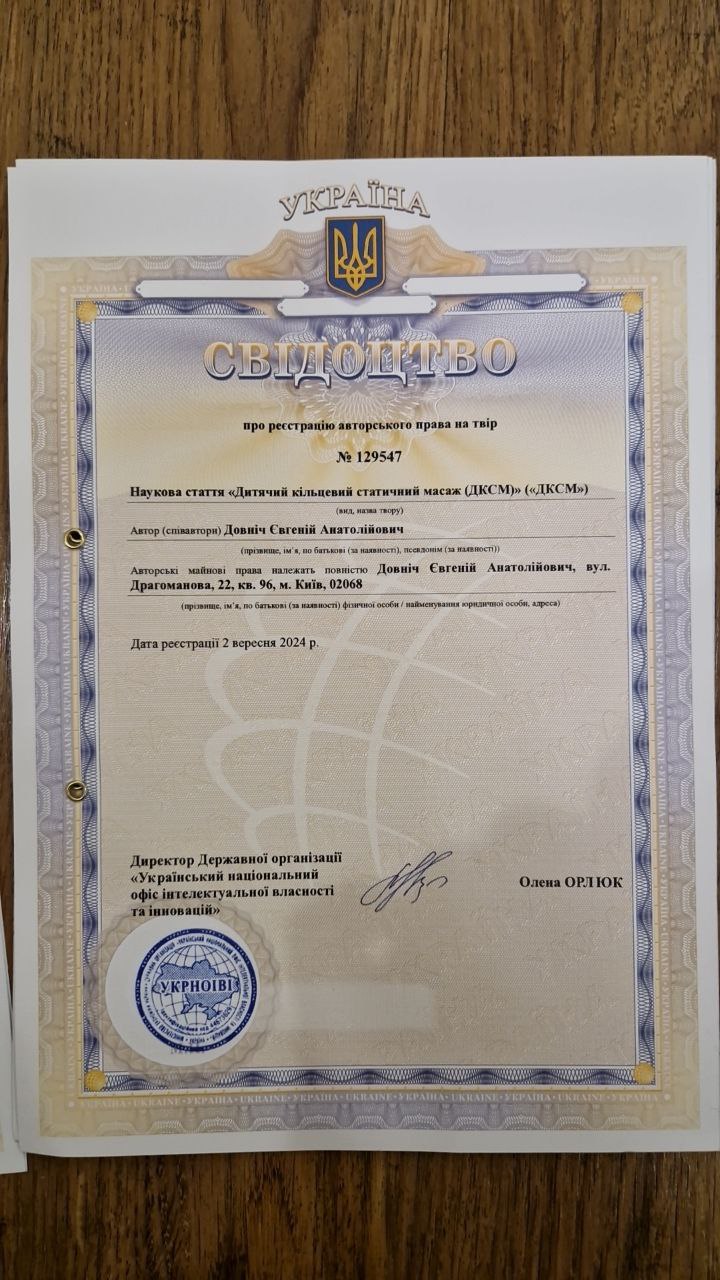 УКРАЇНА
СВІДОЦТВО
про реєстрацію авторського права на твір
№ 129547
Наукова стаття «Дитячий кільцевий статичний масаж (ДКСМ)» («ДКСМ»)
(вид, назва твору)
Автор (співавтори) Довніч Євгеній Анатолійович
(прізвище, ім’я, по батькові (за наявності), псевдонім (за наявності))
Авторські майнові права належать повністю Довніч Євгеній Анатолійович, вул.
Драгоманова, 22, кв. 96, м. Київ, 02068
(прізвище, ім’я, по батькові (за наявності) фізичної особи / найменування юридичної особи, адреса)
Дата реєстрації 2 вересня 2024 р.
Директор Державної організації
«Український національний
офіс інтелектуальної власності
та інновацій»
Олена ОРЛЮК
УКРНОІВІ